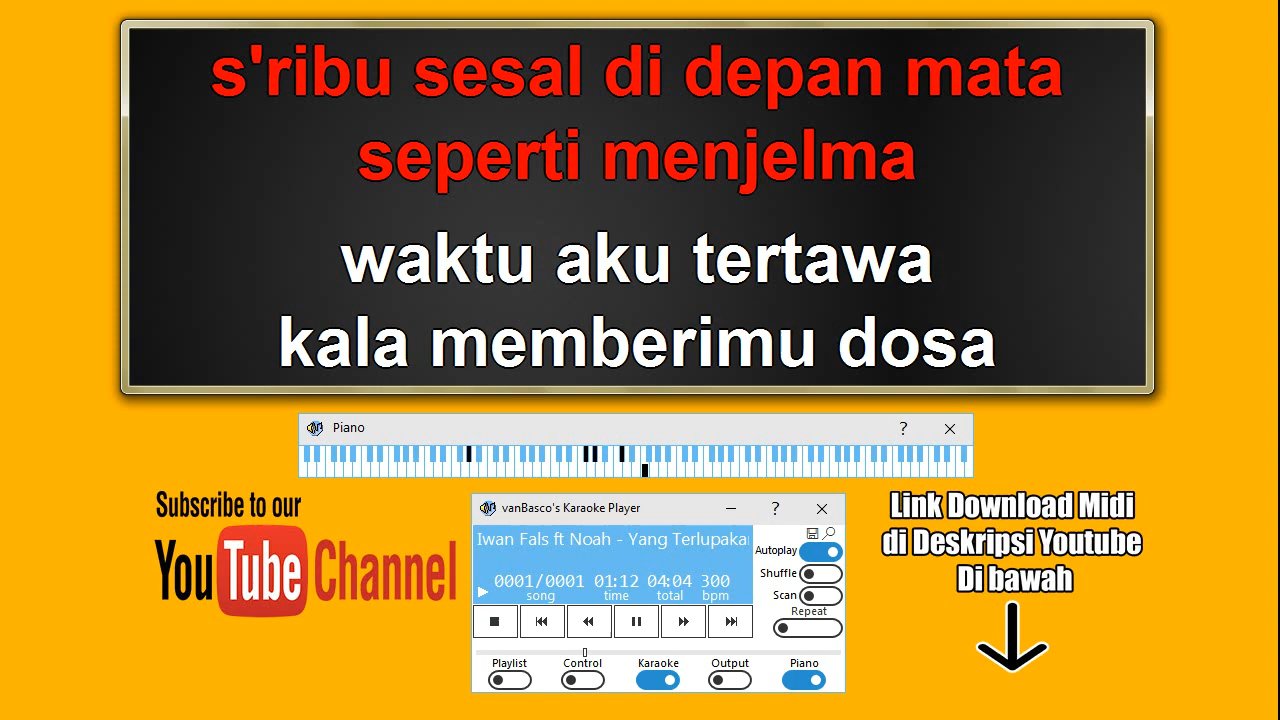 s'ribu sesal di depan mata
seperti menjelma
waktu aku tertawa
kala memberimu dosa
Piano
?
Subscribe to our
YouTube Channel
vanBasco's Karaoke Player
?
Iwan Fals ft Noah - Yang Terlupakan
0001/0001 01:12 04:04 300
song time total bpm
Autoplay
Shuffle
Scan
Repeat
Playlist Control Karaoke Output Piano
Link Download Midi
di Deskripsi Youtube
Di bawah